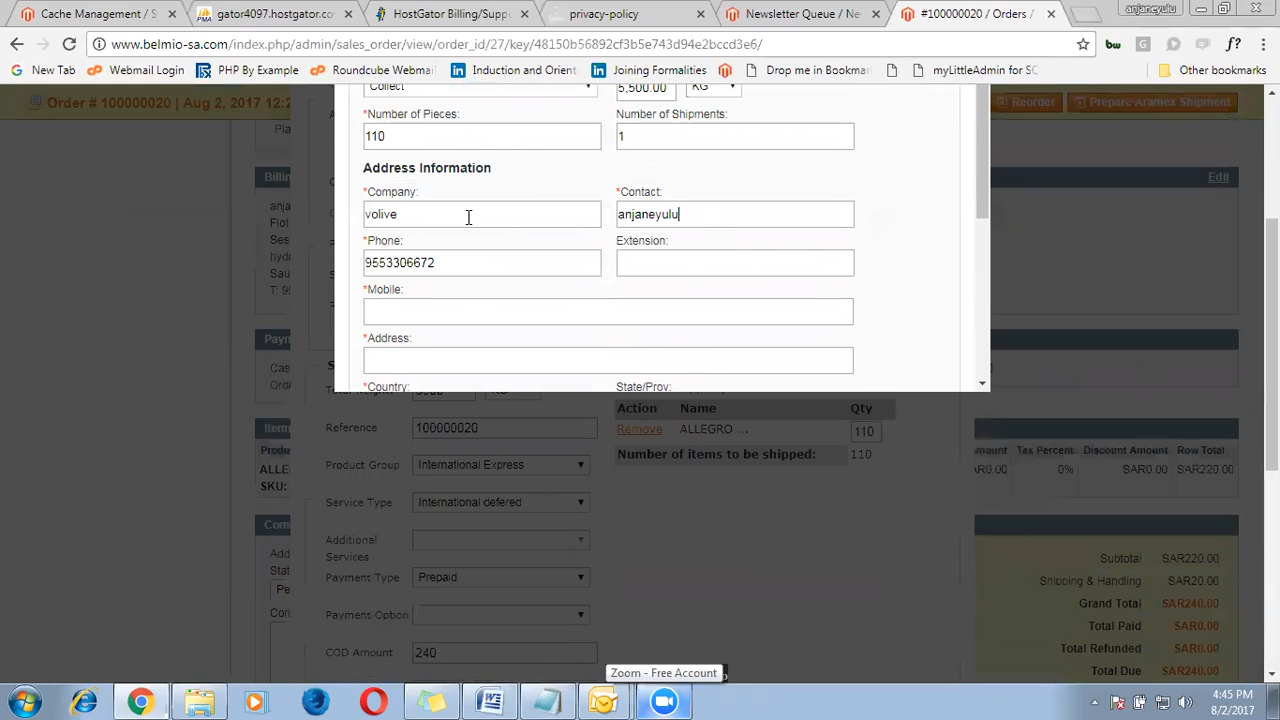 Cache Management / S
gator4097.hostgator.co
HostGator Billing/Supp
privacy-policy
Newsletter Queue / Ne
#100000020 / Orders /
anjaneyulu
www.belmio-sa.com/index.php/admin/sales_order/view/order_id/27/key/48150b56892cf3b5e743d94e2bccd3e6/
New Tab
Webmail Login
PHP By Example
Roundcube Webmai
Induction and Orient
Joining Formalities
Drop me in Bookmar
myLittleAdmin for SQ
Other bookmarks
Order # 100000020 | Aug 2, 2017 12:2
Reorder
Prepare Aramex Shipment
Collect
5,500.00
KG
*Number of Pieces:
Number of Shipments:
110
1
Address Information
*Company:
*Contact:
volive
anjaneyulu
*Phone:
Extension:
9553306672
*Mobile:
*Address:
*Country:
State/Prov:
Billin
Edit
anja
Flot
Sec
hyd
Sau
T: 95
Payn
Cas
Orde
Items
Produ
ALLE
SKU:
Action
Name
Qty
Remove
ALLEGRO ...
110
Number of items to be shipped:
110
Reference
100000020
Product Group
International Express
Service Type
International defered
Additional
Services
Payment Type
Prepaid
Payment Option
COD Amount
240
Tax Percent
Discount Amount
Row Total
SAR0.00
0%
SAR0.00
SAR220.00
Com
Add
Stat
Pe
Con
Subtotal
SAR220.00
Shipping & Handling
SAR20.00
Grand Total
SAR240.00
Total Paid
SAR0.00
Total Refunded
SAR0.00
Total Due
SAR240.00
Zoom - Free Account
4:45 PM
8/2/2017